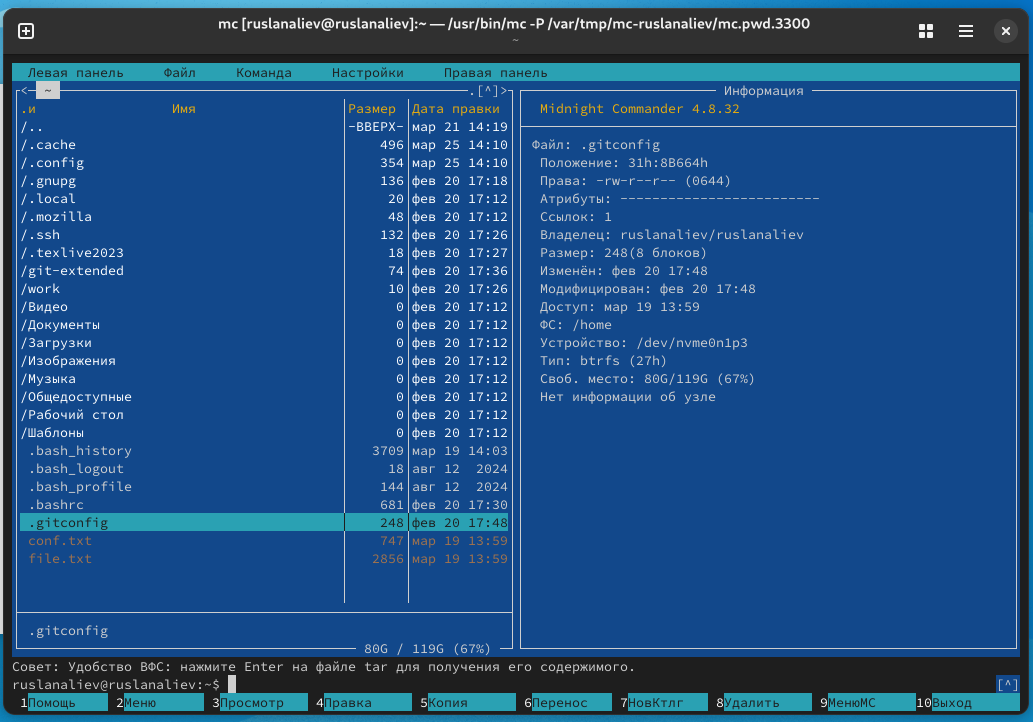 mc [ruslanaliev@ruslanaliev]:~ — /usr/bin/mc -P /var/tmp/mc-ruslanaliev/mc.pwd.3300
~
Левая панель Файл Команда Настройки Правая панель
<- ~ .[^]>
.и Имя Размер Дата правки
/.. -ВВЕРХ- мар 21 14:19
/.cache 496 мар 25 14:10
/.config 354 мар 25 14:10
/.gnupg 136 фев 20 17:18
/.local 20 фев 20 17:12
/.mozilla 48 фев 20 17:12
/.ssh 132 фев 20 17:26
/.texlive2023 18 фев 20 17:27
/git-extended 74 фев 20 17:36
/work 10 фев 20 17:26
/Видео 0 фев 20 17:12
/Документы 0 фев 20 17:12
/Загрузки 0 фев 20 17:12
/Изображения 0 фев 20 17:12
/Музыка 0 фев 20 17:12
/Общедоступные 0 фев 20 17:12
/Рабочий стол 0 фев 20 17:12
/Шаблоны 0 фев 20 17:12
.bash_history 3709 мар 19 14:03
.bash_logout 18 авг 12 2024
.bash_profile 144 авг 12 2024
.bashrc 681 фев 20 17:30
.gitconfig 248 фев 20 17:48
conf.txt 747 мар 19 13:59
file.txt 2856 мар 19 13:59
.gitconfig
80G / 119G (67%)
Информация
Midnight Commander 4.8.32
Файл: .gitconfig
Положение: 31h:8B664h
Права: -rw-r--r-- (0644)
Атрибуты: -------------------------
Ссылок: 1
Владелец: ruslanaliev/ruslanaliev
Размер: 248(8 блоков)
Изменён: фев 20 17:48
Модифицирован: фев 20 17:48
Доступ: мар 19 13:59
ФС: /home
Устройство: /dev/nvme0n1p3
Тип: btrfs (27h)
Своб. место: 80G/119G (67%)
Нет информации об узле
Совет: Удобство ВФС: нажмите Enter на файле tar для получения его содержимого.
ruslanaliev@ruslanaliev:~$ [^]
1Помощь 2Меню 3Просмотр 4Правка 5Копия 6Перенос 7НовКтлг 8Удалить 9МенюМС 10Выход